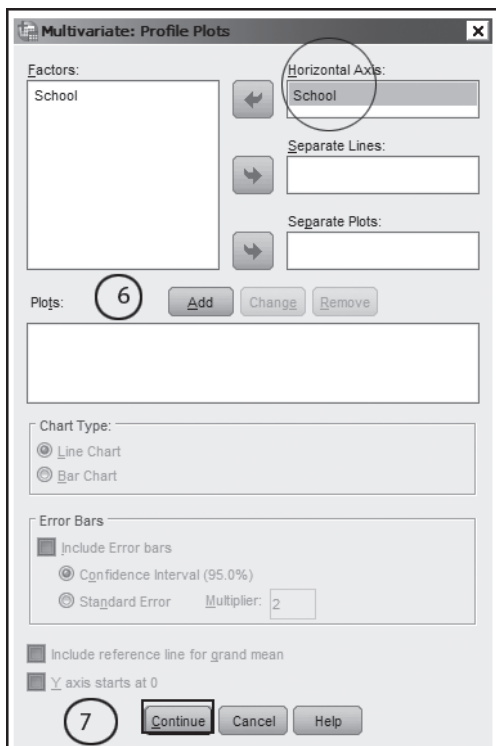 Multivariate: Profile Plots
Factors:
School
Horizontal Axis:
School
Separate Lines:
Separate Plots:
Plots:
6
Add
Change
Remove
Chart Type:
Line Chart
Bar Chart
Error Bars
Include Error bars
Confidence Interval (95.0%)
Standard Error
Multiplier:
2
Include reference line for grand mean
Y axis starts at 0
7
Continue
Cancel
Help